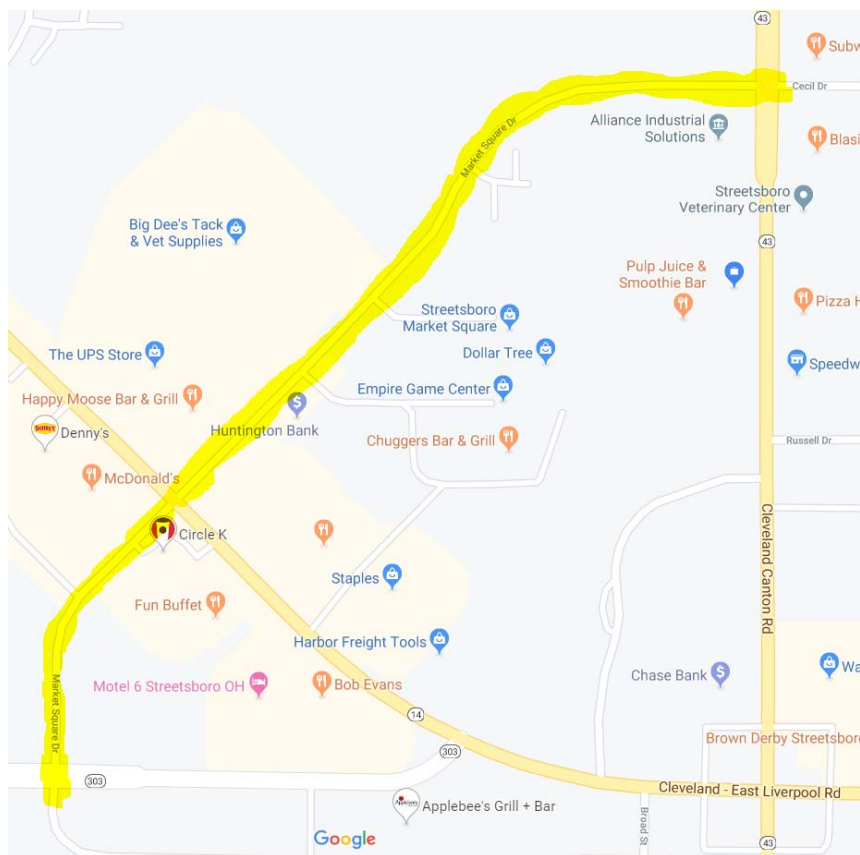 43
Subw
Cecil Dr
Market Square Dr
Alliance Industrial
Solutions
Blasi
Streetsboro
Veterinary Center
Big Dee's Tack
& Vet Supplies
43
Pulp Juice &
Smoothie Bar
Pizza H
Streetsboro
Market Square
The UPS Store
Dollar Tree
Speedw
Empire Game Center
Happy Moose Bar & Grill
Denny's
Denny's
Huntington Bank
Chuggers Bar & Grill
Russell Dr
McDonald's
Circle K
Cleveland Canton Rd
Staples
Fun Buffet
Harbor Freight Tools
Chase Bank
Wa
Motel 6 Streetsboro OH
Bob Evans
Market Square Dr
14
Brown Derby Streetsboro
303
303
Cleveland - East Liverpool Rd
Applebee's
Applebee's Grill + Bar
Broad St
Google
43